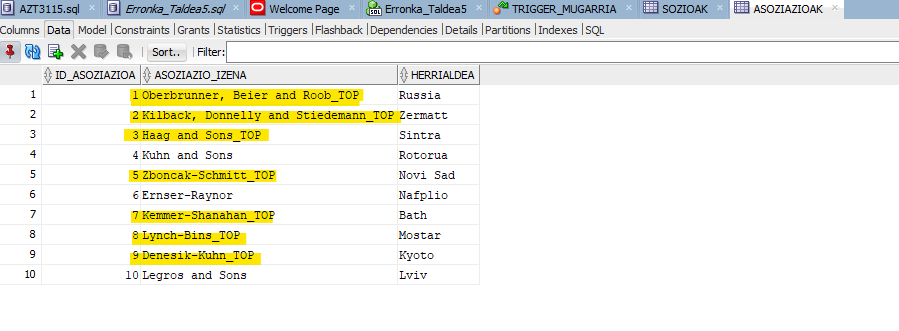 AZT3115.sql Erronka_Taldea5.sql Welcome Page Erronka_Taldea5 TRIGGER_MUGARRIA SOZIOAK ASOZIAZIOAK
Columns Data Model Constraints Grants Statistics Triggers Flashback Dependencies Details Partitions Indexes SQL
Sort.. Filter:
ID_ASOZIAZIOA ASOZIAZIO_IZENA HERRIALDEA
1 1 Oberbrunner, Beier and Roob_TOP Russia
2 2 Kilback, Donnelly and Stiedemann_TOP Zermatt
3 3 Haag and Sons_TOP Sintra
4 4 Kuhn and Sons Rotorua
5 5 Zboncak-Schmitt_TOP Novi Sad
6 6 Ernser-Raynor Nafplio
7 7 Kemmer-Shanahan_TOP Bath
8 8 Lynch-Bins_TOP Mostar
9 9 Denesik-Kuhn_TOP Kyoto
10 10 Legros and Sons Lviv